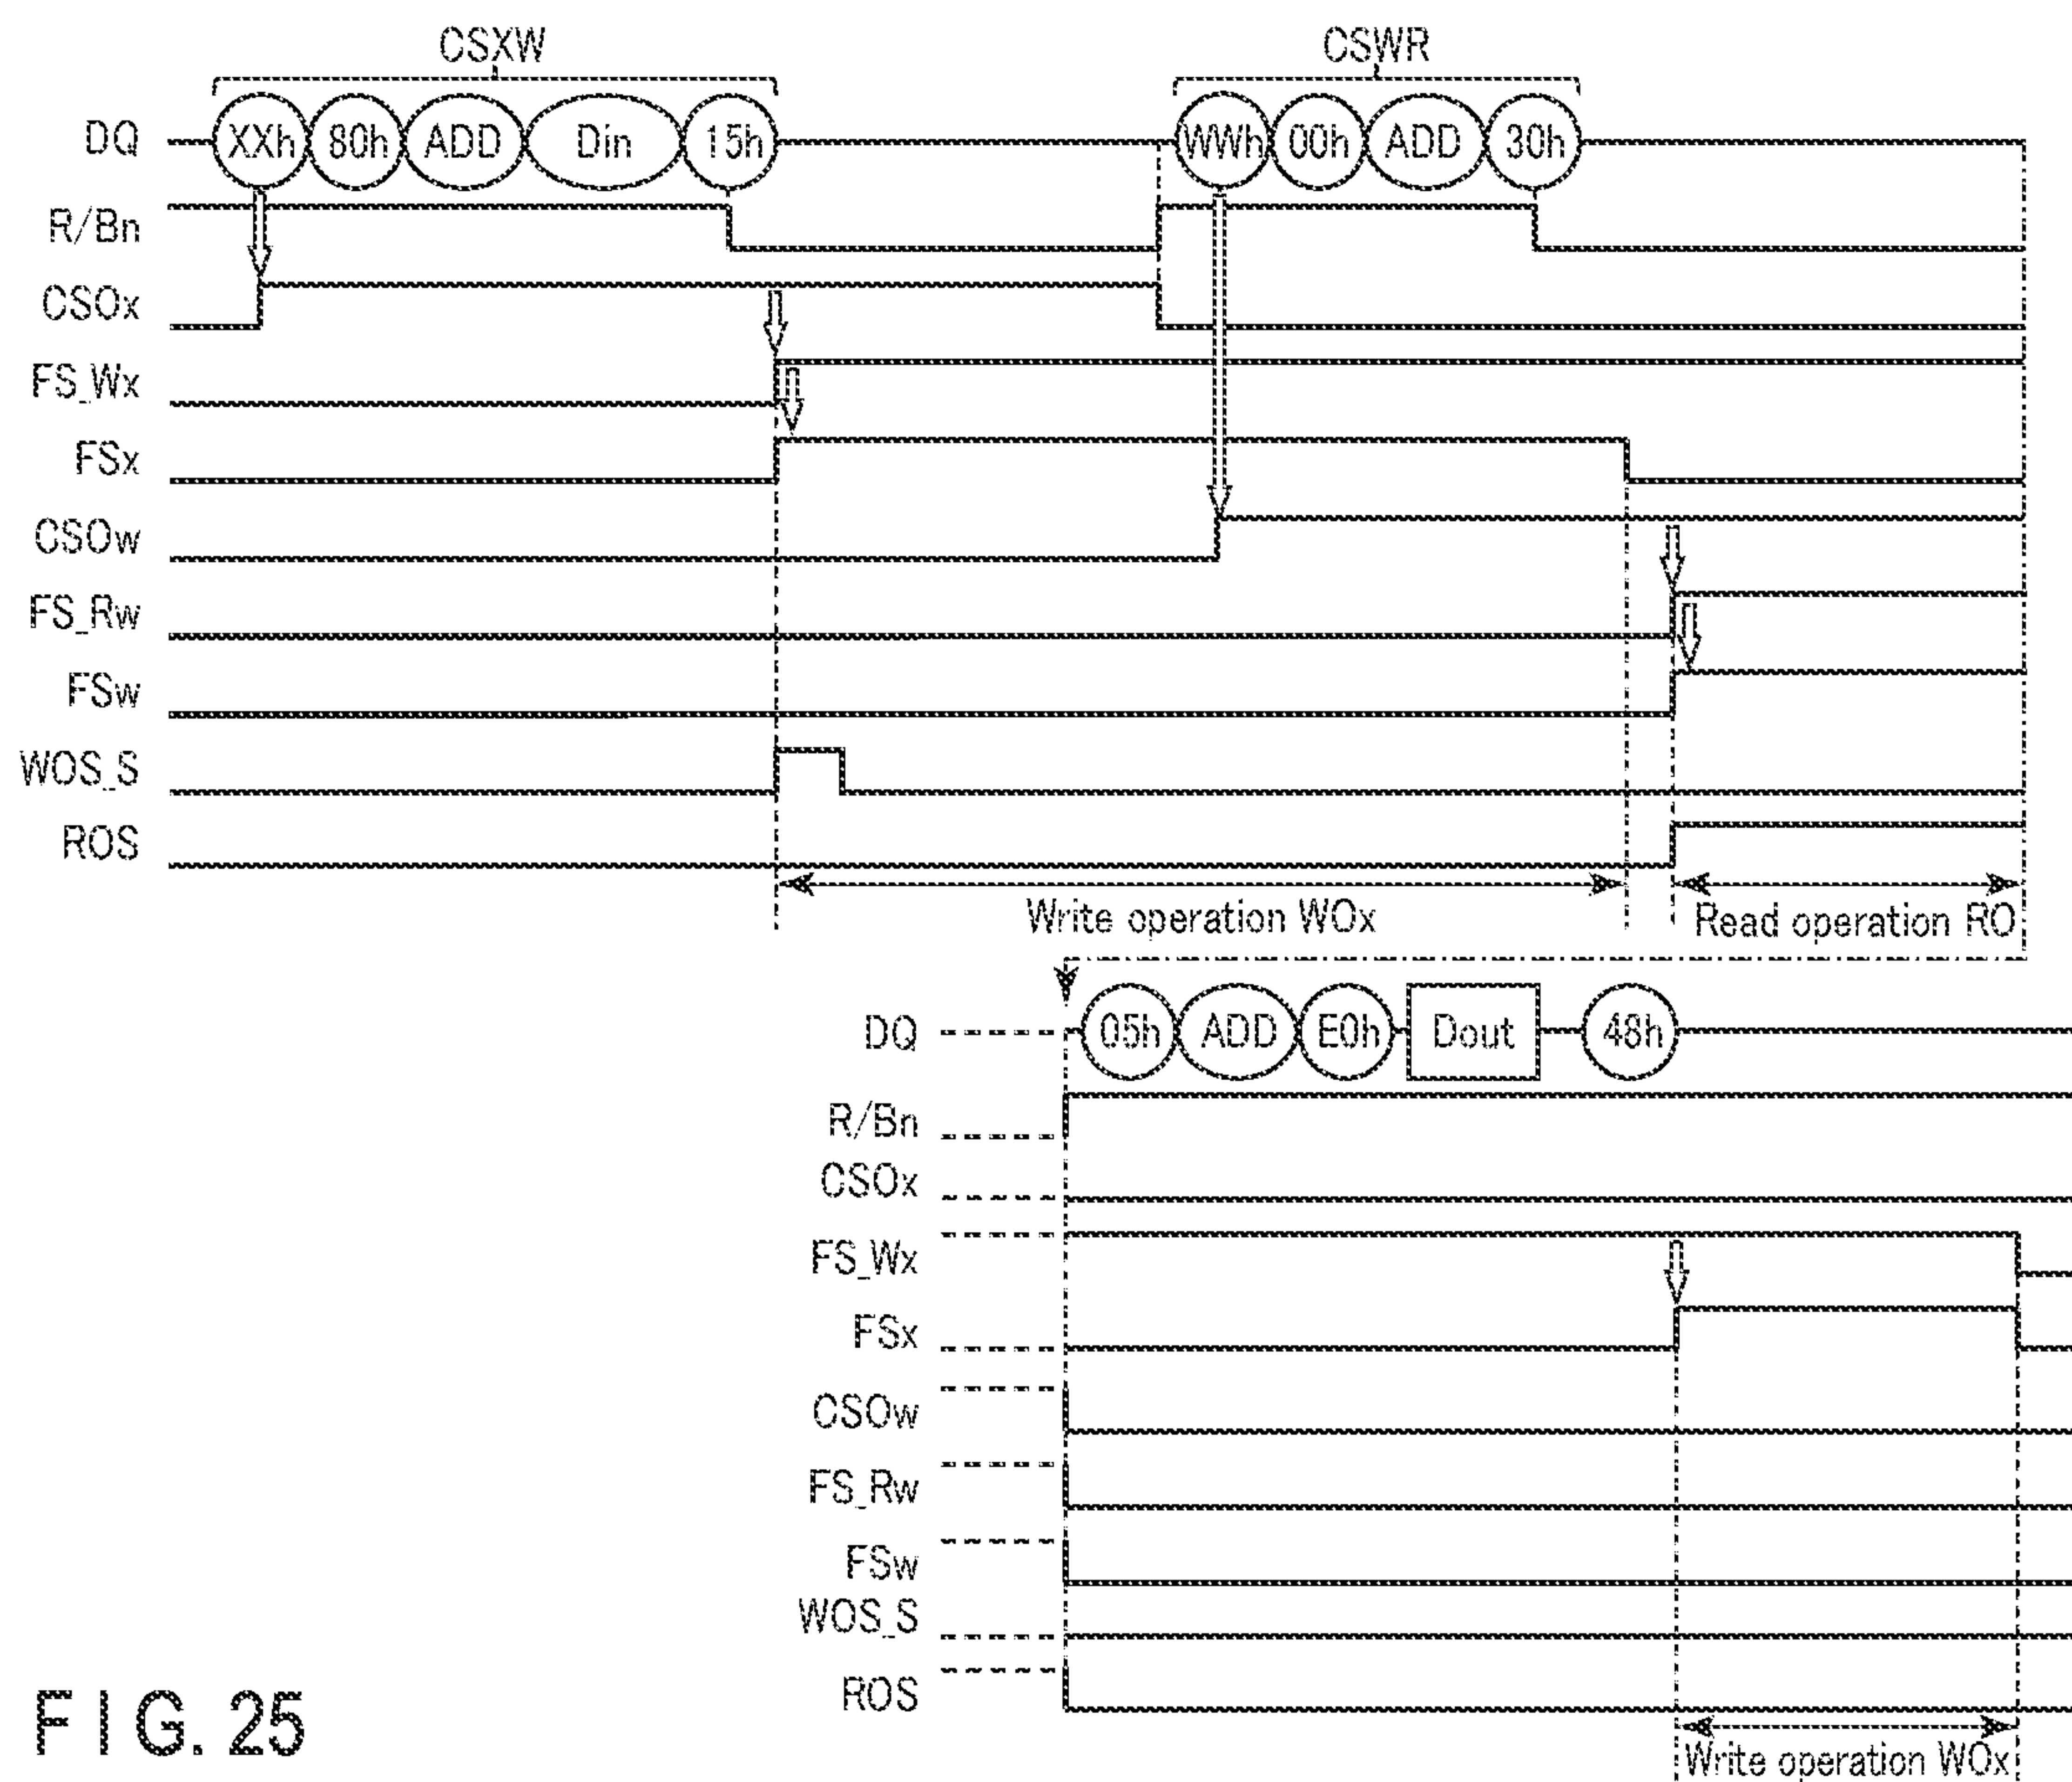 CSXW CSWR
DQ XXh 80h ADD Din 15h WWh 00h ADD 30h
R/Bn
CSOx
FS_Wx
FSx
CSOw
FS_Rw
FSw
WOS_S
ROS
Write operation WOx Read operation RO
DQ 05h ADD E0h Dout 48h
R/Bn
CSOx
FS_Wx
FSx
CSOw
FS_Rw
FSw
WOS_S
ROS
Write operation WOx
FIG. 25